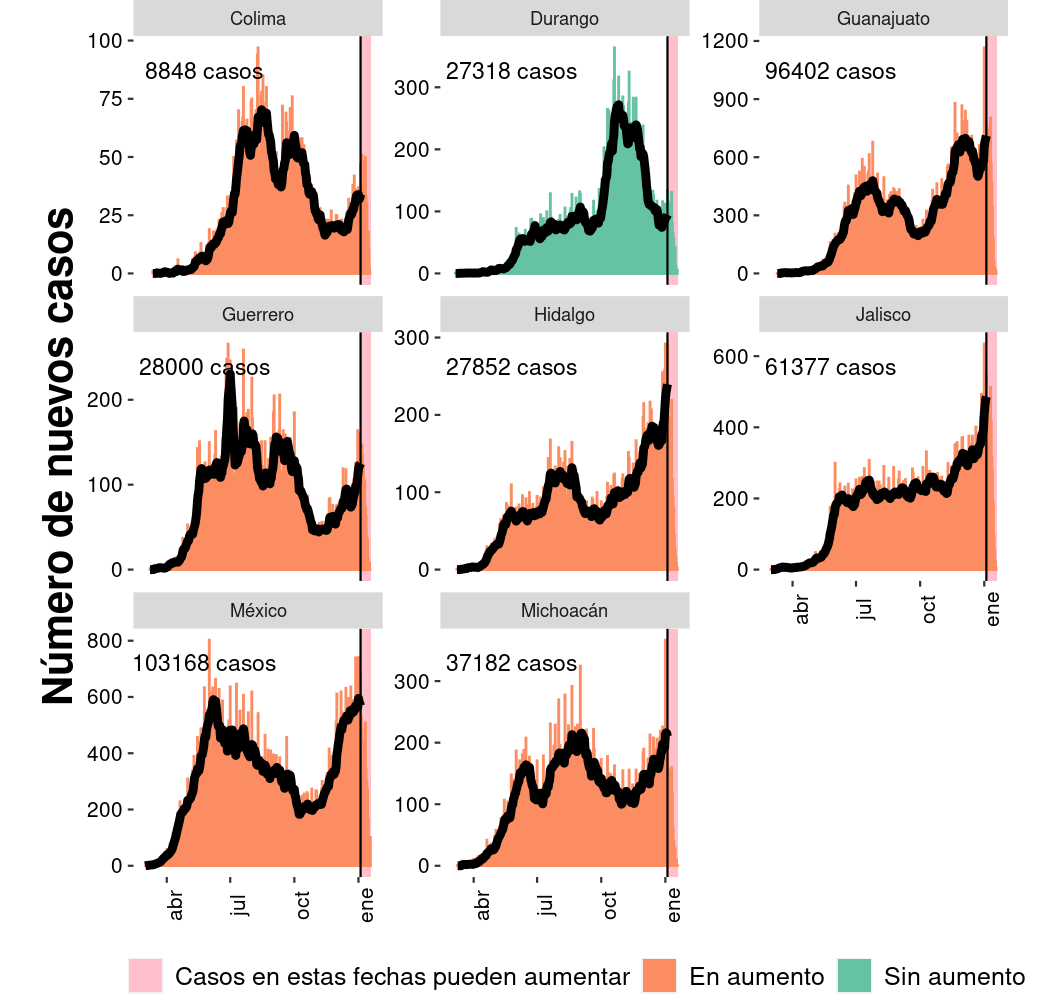 Número de nuevos casos
Colima
Durango
Guanajuato
8848 casos
27318 casos
96402 casos
100
75
50
25
0
300
200
100
0
1200
900
600
300
0
Guerrero
Hidalgo
Jalisco
28000 casos
27852 casos
61377 casos
200
100
0
300
200
100
0
600
400
200
0
abr
jul
oct
ene
México
Michoacán
103168 casos
37182 casos
800
600
400
200
0
300
200
100
0
abr
jul
oct
ene
abr
jul
oct
ene
Casos en estas fechas pueden aumentar
En aumento
Sin aumento